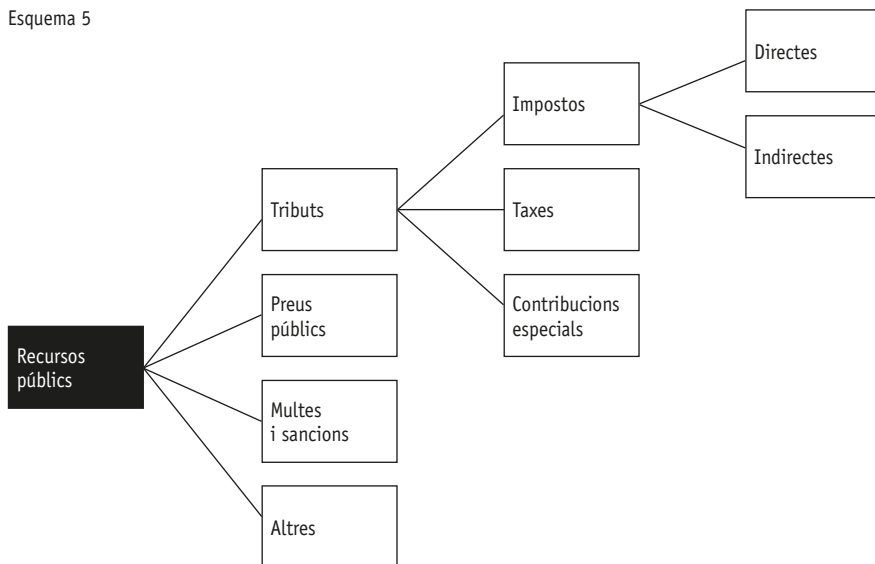 Esquema 5
Directes
Impostos
Indirectes
Tributs
Taxes
Preus
públics
Contribucions
especials
Recursos
públics
Multes
i sancions
Altres